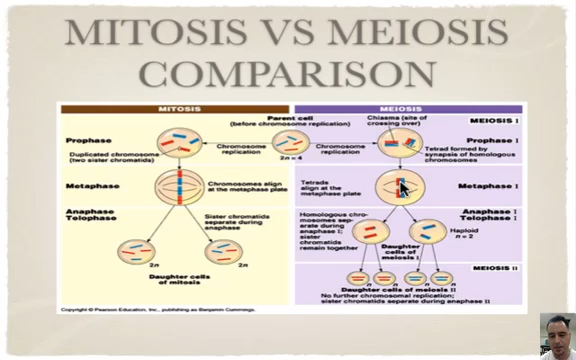 MITOSIS VS MEIOSIS
COMPARISON
MITOSIS
MEIOSIS
Parent cell
(before chromosome replication)
Chiasma (site of
crossing over)
MEIOSIS I
Prophase
Prophase I
Duplicated chromosome
(two sister chromatids)
Chromosome
replication
2n = 4
Chromosome
replication
Tetrad formed by
synapsis of homologous
chromosomes
Metaphase
Chromosomes align
at the metaphase plate
Tetrads
align at the
metaphase plate
Metaphase I
Anaphase
Telophase
Sister chromatids
separate during
anaphase
Homologous chro-
mosomes sep-
arate during
anaphase I;
sister
chromatids
remain together
Anaphase I
Telophase I
Haploid
n = 2
Daughter
cells of
meiosis I
2n
2n
Daughter cells
of mitosis
MEIOSIS II
n
n
n
n
Daughter cells of meiosis II
No further chromosomal replication;
sister chromatids separate during anaphase II
Copyright © Pearson Education, Inc., publishing as Benjamin Cummings.